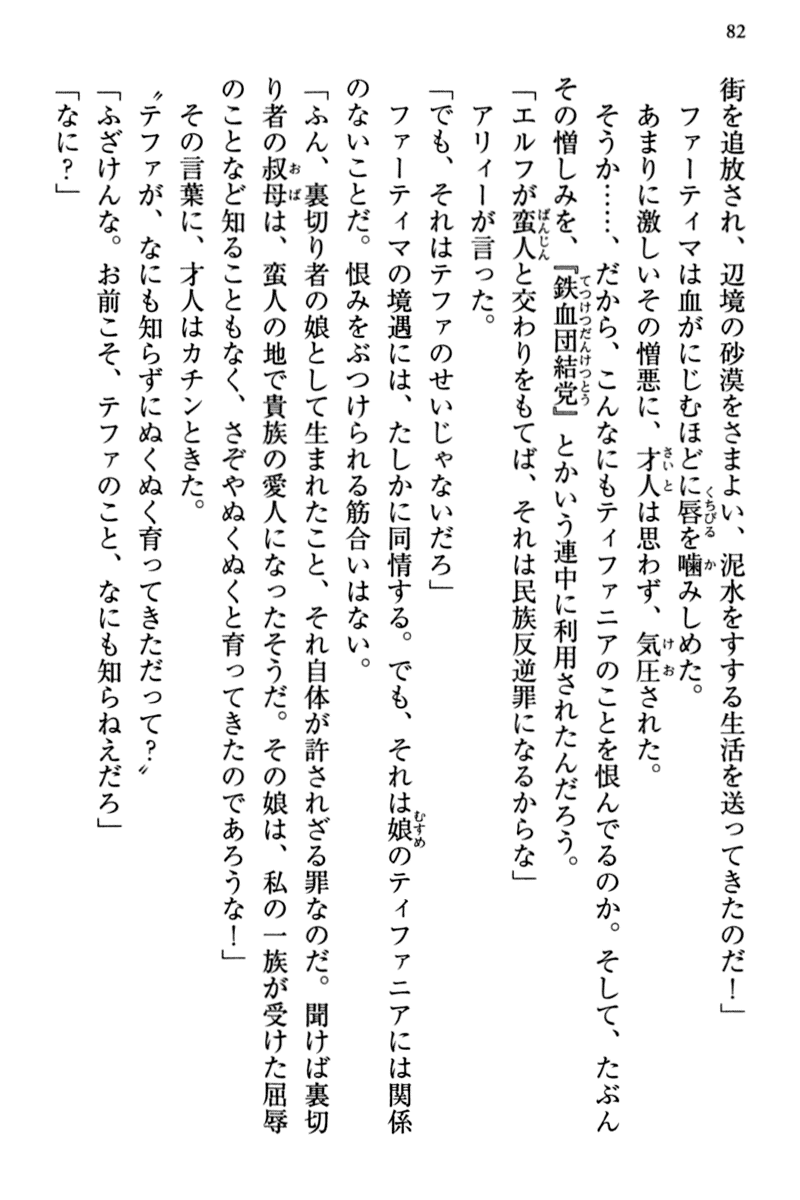 82
街を追放され、辺境の砂漠をさまよい、泥水をすする生活を送ってきたのだ！」
ファーティマは血がにじむほどに唇を噛みしめた。
あまりに激しいその憎悪に、才人は思わず、気圧された。
そうか……、だから、こんなにもティファニアのことを恨んでるのか。そして、たぶん
その憎しみを、『鉄血団結党』とかいう連中に利用されたんだろう。
「エルフが蛮人と交わりをもてば、それは民族反逆罪になるからな」
アリィーが言った。
「でも、それはテファのせいじゃないだろ」
ファーティマの境遇には、たしかに同情する。でも、それは娘のティファニアには関係
のないことだ。恨みをぶつけられる筋合いはない。
「ふん、裏切り者の娘として生まれたこと、それ自体が許されざる罪なのだ。聞けば裏切
り者の叔母は、蛮人の地で貴族の愛人になったそうだ。その娘は、私の一族が受けた屈辱
のことなど知ることもなく、さぞやぬくぬくと育ってきたのであろうな！」
その言葉に、才人はカチンときた。
〝テファが、なにも知らずにぬくぬく育ってきただって？〟
「ふざけんな。お前こそ、テファのこと、なにも知らねえだろ」
「なに？」